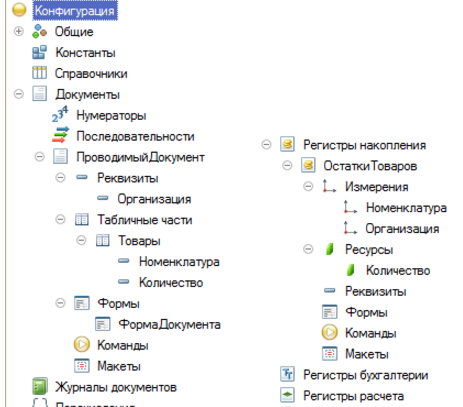 Конфигурация
Общие
Константы
Справочники
Документы
Нумераторы
Последовательности
ПроводимыйДокумент
Реквизиты
Организация
Табличные части
Товары
Номенклатура
Количество
Формы
ФормаДокумента
Команды
Макеты
Журналы документов
Перечисления
Регистры накопления
ОстаткиТоваров
Измерения
Номенклатура
Организация
Ресурсы
Количество
Реквизиты
Формы
Команды
Макеты
Регистры бухгалтерии
Регистры расчета